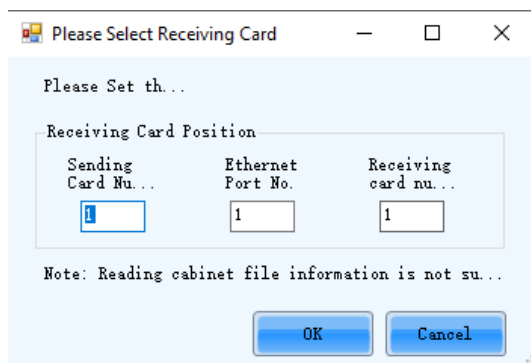 Please Select Receiving Card
Please Set th...
Receiving Card Position
Sending Card Nu...
Ethernet Port No.
Receiving card nu...
1
1
1
Note: Reading cabinet file information is not su...
OK
Cancel